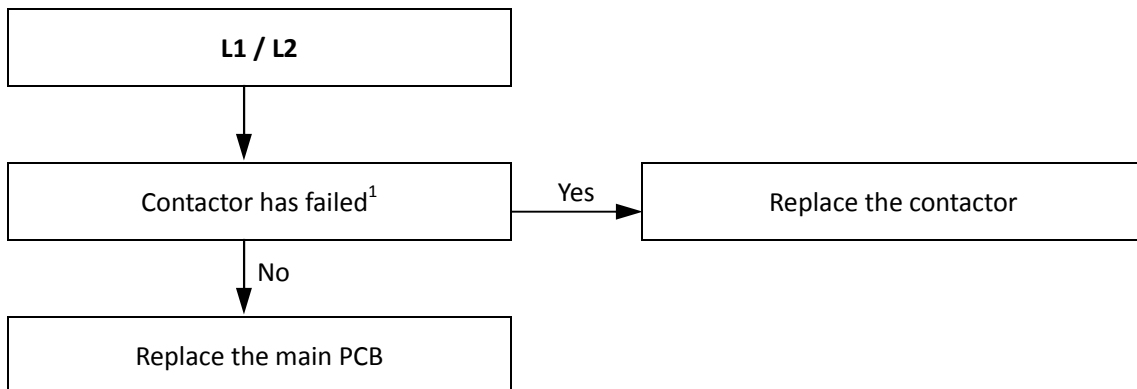 L1 / L2
Contactor has failed¹
Yes
Replace the contactor
No
Replace the main PCB